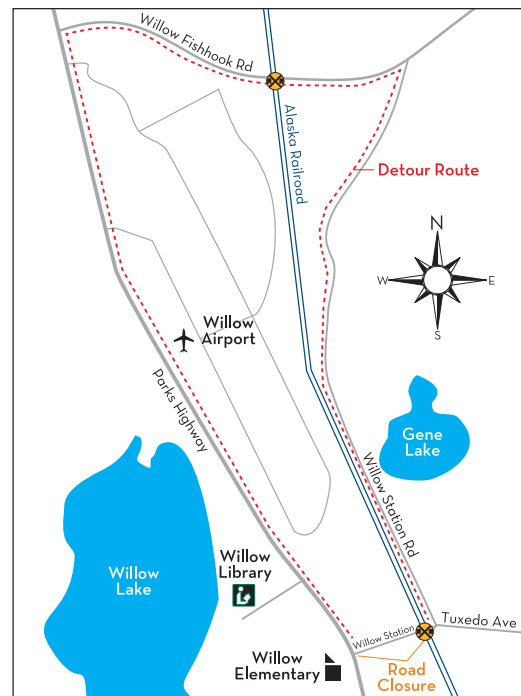 Willow Fishhook Rd
Alaska Railroad
Detour Route
N
W
E
S
Willow
Airport
Parks Highway
Gene
Lake
Willow Station Rd
Willow
Library
Willow
Lake
Tuxedo Ave
Willow Station
Willow
Elementary
Road
Closure